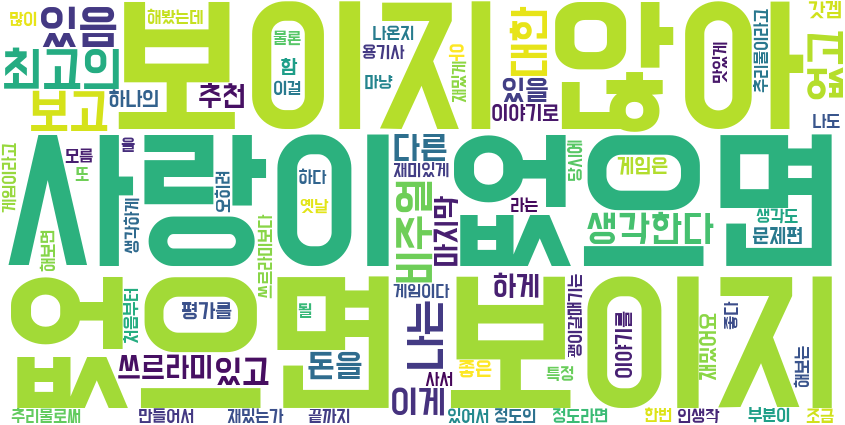 많이
있음
해봤는데
보이지 않아
물론
함
이걸
용기사
나온지
마냥
재밌게
대한
있을
이야기로
맛있게
추리물이라고
갓겜
없고
나도
최고의
보고
하나의
추천
게임이라고
모름
또
을
생각하게
오히려
사랑이 없으면
하다
옛날
다른
재미있게
라는
당시에
게임은
생각한다
생각도
문제편
해보면
쓰르라미보다
비주얼
마지막
없으면 보이지
처음부터
평가를
될
게임이다
나는
하게
괭이갈매기는
이야기를
재밌어요
좋다
해보는
쓰르라미
있고
돈을
이게
사서
좋은
특정
추리물로써
만들어서
재밌는가
끝까지
있어서
정도의
정도라면
한번
인생작
부분이
조금